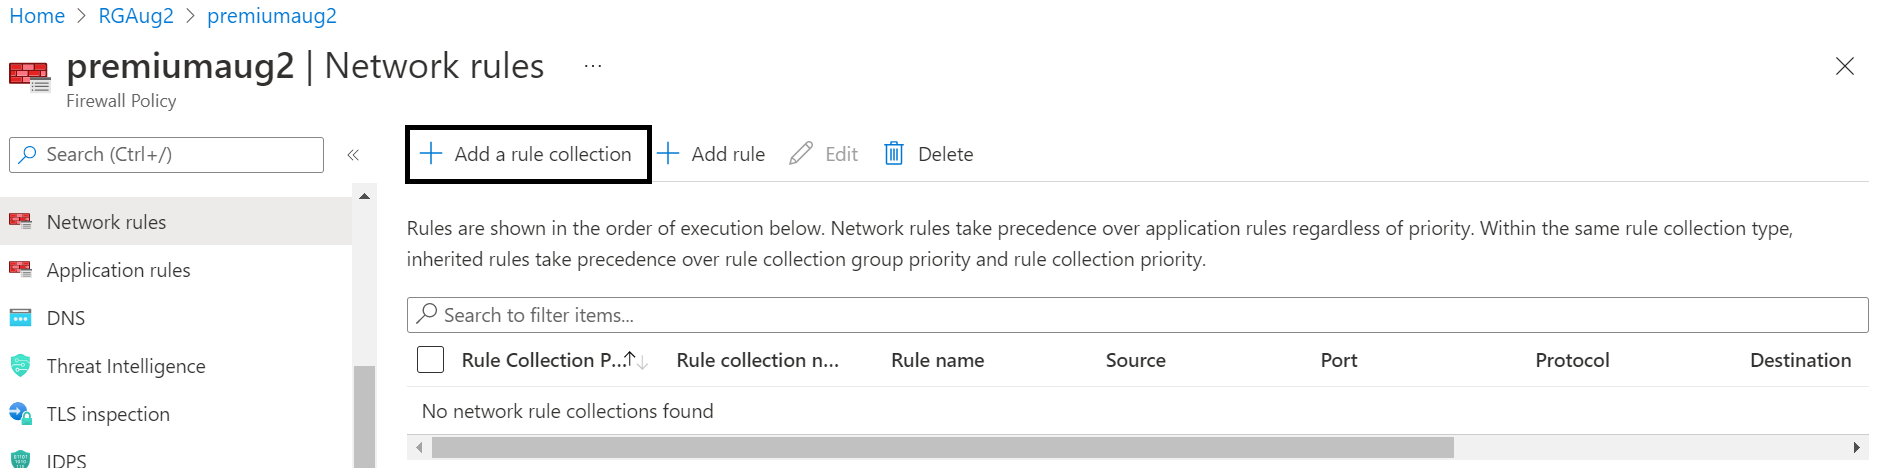 Home > RGAug2 > premiumaug2
premiumaug2 | Network rules ...
Firewall Policy
Search (Ctrl+/) «
Network rules
Application rules
DNS
Threat Intelligence
TLS inspection
IDPS
+ Add a rule collection + Add rule Edit Delete
Rules are shown in the order of execution below. Network rules take precedence over application rules regardless of priority. Within the same rule collection type,
inherited rules take precedence over rule collection group priority and rule collection priority.
Search to filter items...
Rule Collection P...↑↓ Rule collection n... Rule name Source Port Protocol Destination
No network rule collections found